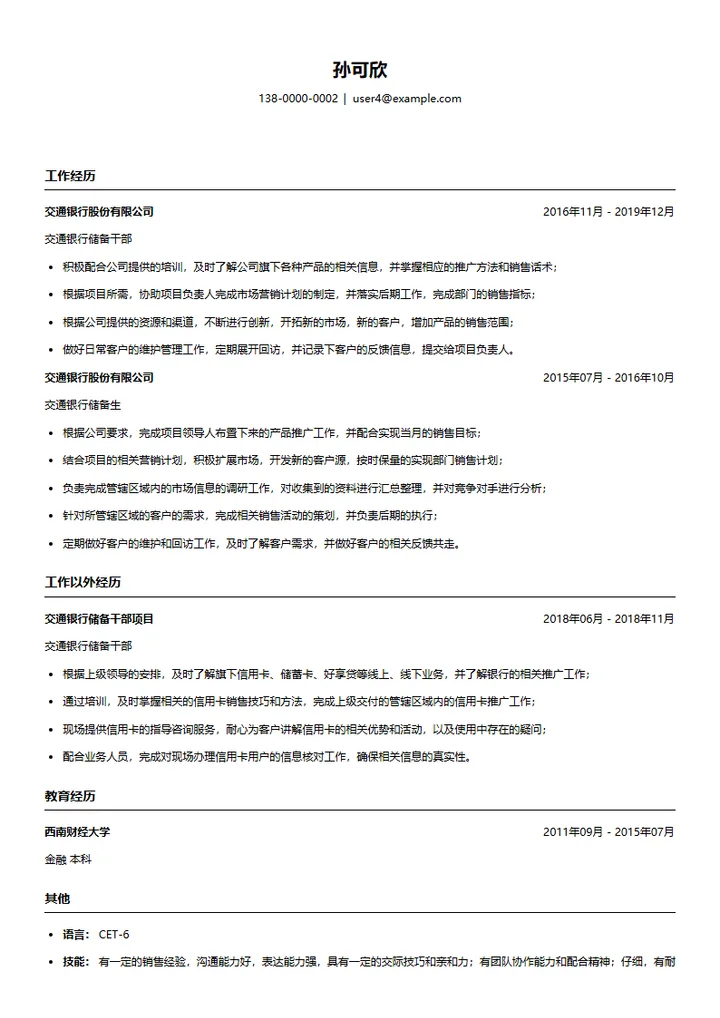 孙可欣
138-0000-0002 | user4@example.com
工作经历
交通银行股份有限公司 2016年11月 - 2019年12月
交通银行储备干部
• 积极配合公司提供的培训，及时了解公司旗下各种产品的相关信息，并掌握相应的推广方法和销售话术；
• 根据项目所需，协助项目负责人完成市场营销计划的制定，并落实后期工作，完成部门的销售指标；
• 根据公司提供的资源和渠道，不断进行创新，开拓新的市场，新的客户，增加产品的销售范围；
• 做好日常客户的维护管理工作，定期展开回访，并记录下客户的反馈信息，提交给项目负责人。
交通银行股份有限公司 2015年07月 - 2016年10月
交通银行储备生
• 根据公司要求，完成项目领导人布置下来的产品推广工作，并配合实现当月的销售目标；
• 结合项目的相关营销计划，积极扩展市场，开发新的客户源，按时保量的实现部门销售计划；
• 负责完成管辖区域内的市场信息的调研工作，对收集到的资料进行汇总整理，并对竞争对手进行分析；
• 针对所管辖区域的客户的需求，完成相关销售活动的策划，并负责后期的执行；
• 定期做好客户的维护和回访工作，及时了解客户需求，并做好客户的相关反馈共走。
工作以外经历
交通银行储备干部项目 2018年06月 - 2018年11月
交通银行储备干部
• 根据上级领导的安排，及时了解旗下信用卡、储蓄卡、好享贷等线上、线下业务，并了解银行的相关推广工作；
• 通过培训，及时掌握相关的信用卡销售技巧和方法，完成上级交付的管辖区域内的信用卡推广工作；
• 现场提供信用卡的指导咨询服务，耐心为客户讲解信用卡的相关优势和活动，以及使用中存在的疑问；
• 配合业务人员，完成对现场办理信用卡用户的信息核对工作，确保相关信息的真实性。
教育经历
西南财经大学 2011年09月 - 2015年07月
金融 本科
其他
• 语言： CET-6
• 技能： 有一定的销售经验，沟通能力好，表达能力强，具有一定的交际技巧和亲和力；有团队协作能力和配合精神；仔细，有耐